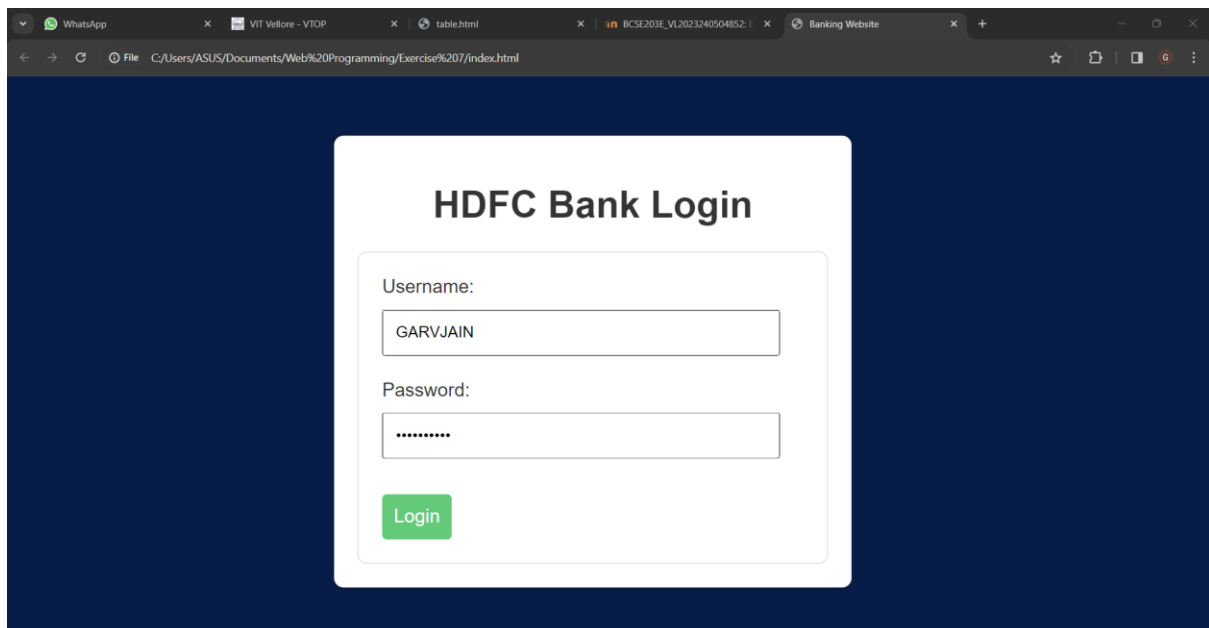 WhatsApp
VIT Vellore - VTOP
table.html
BCSE203E_VL2023240504852:
Banking Website
File C:/Users/ASUS/Documents/Web%20Programming/Exercise%207/index.html
G
HDFC Bank Login
Username:
GARVJAIN
Password:
••••••••••
Login